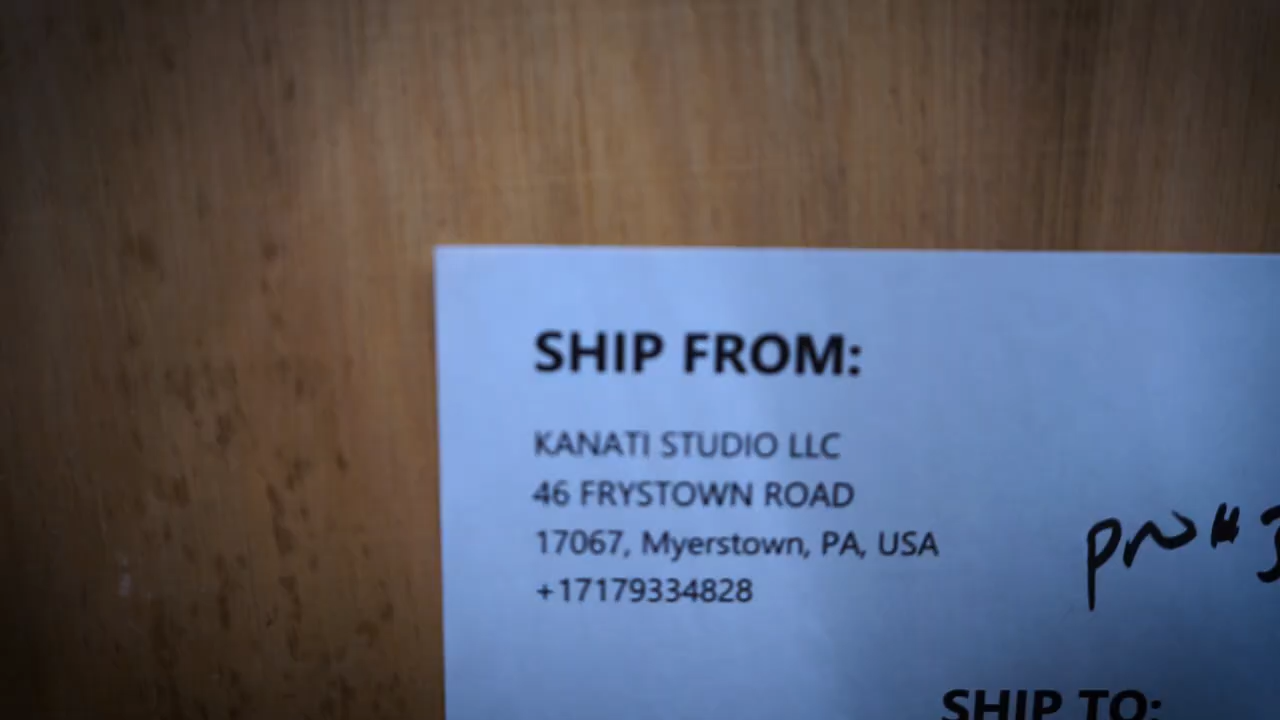 SHIP FROM:
KANATI STUDIO LLC
46 FRYSTOWN ROAD
17067, Myerstown, PA, USA
+17179334828
SHIP TO: